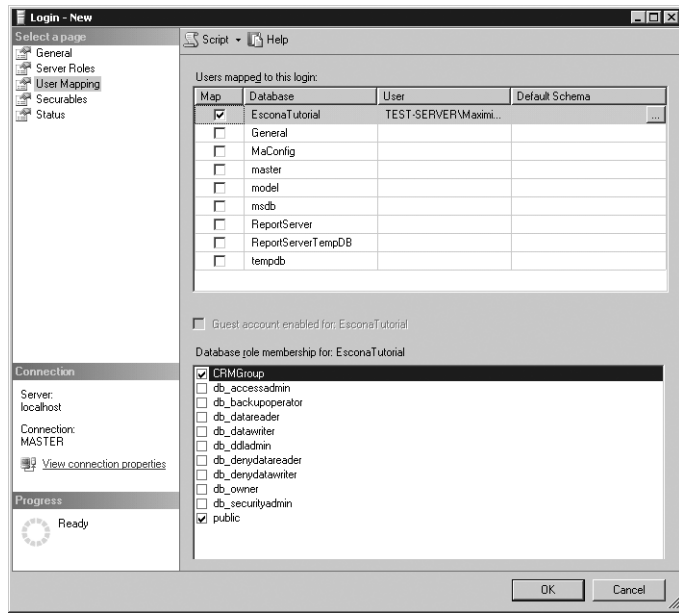 Login - New
Select a page
General
Server Roles
User Mapping
Securables
Status
Script Help
Users mapped to this login:
Map Database User Default Schema
EsconaTutorial TEST-SERVER\Maximi... ...
General
MaConfig
master
model
msdb
ReportServer
ReportServerTempDB
tempdb
Guest account enabled for: EsconaTutorial
Database role membership for: EsconaTutorial
CRMGroup
db_accessadmin
db_backupoperator
db_datareader
db_datawriter
db_ddladmin
db_denydatareader
db_denydatawriter
db_owner
db_securityadmin
public
Connection
Server:
localhost
Connection:
MASTER
View connection properties
Progress
Ready
OK Cancel